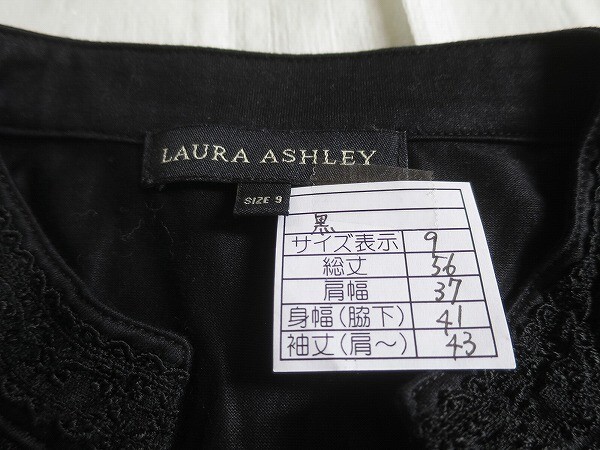 LAURA ASHLEY
SIZE 9
黒
サイズ表示 9
総丈 56
肩幅 37
身幅(脇下) 41
袖丈(肩～) 43